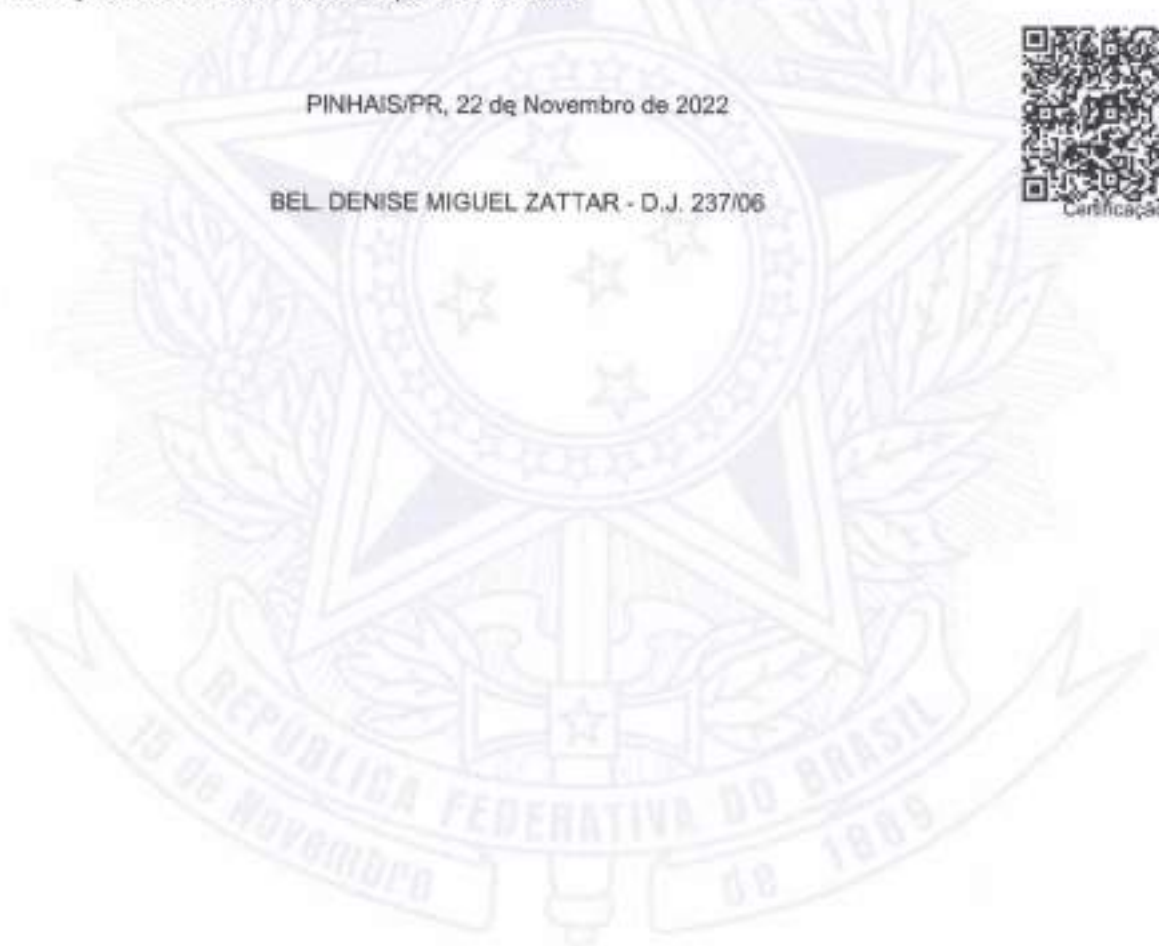 PINHAIS/PR, 22 de Novembro de 2022
BEL. DENISE MIGUEL ZATTAR - D.J. 237/06
Certificação
REPÚBLICA FEDERATIVA DO BRASIL
15 de Novembro de 1889